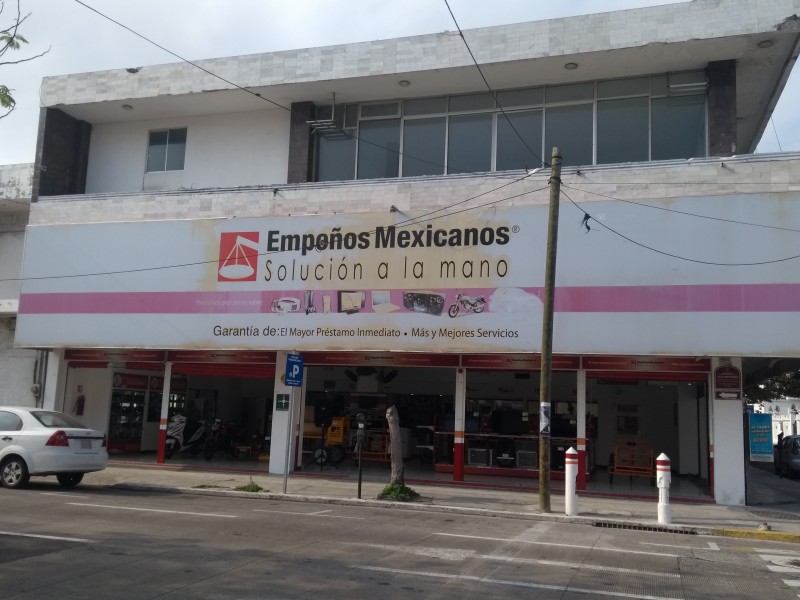 Empeños Mexicanos®
Solución a la mano
Garantía de: El Mayor Préstamo Inmediato • Más y Mejores Servicios
P